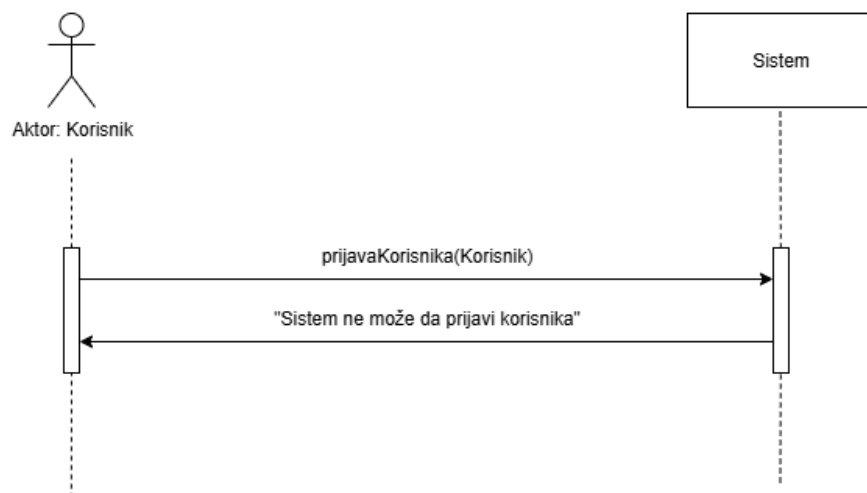 Sistem
Aktor: Korisnik
prijavaKorisnika(Korisnik)
"Sistem ne može da prijavi korisnika"